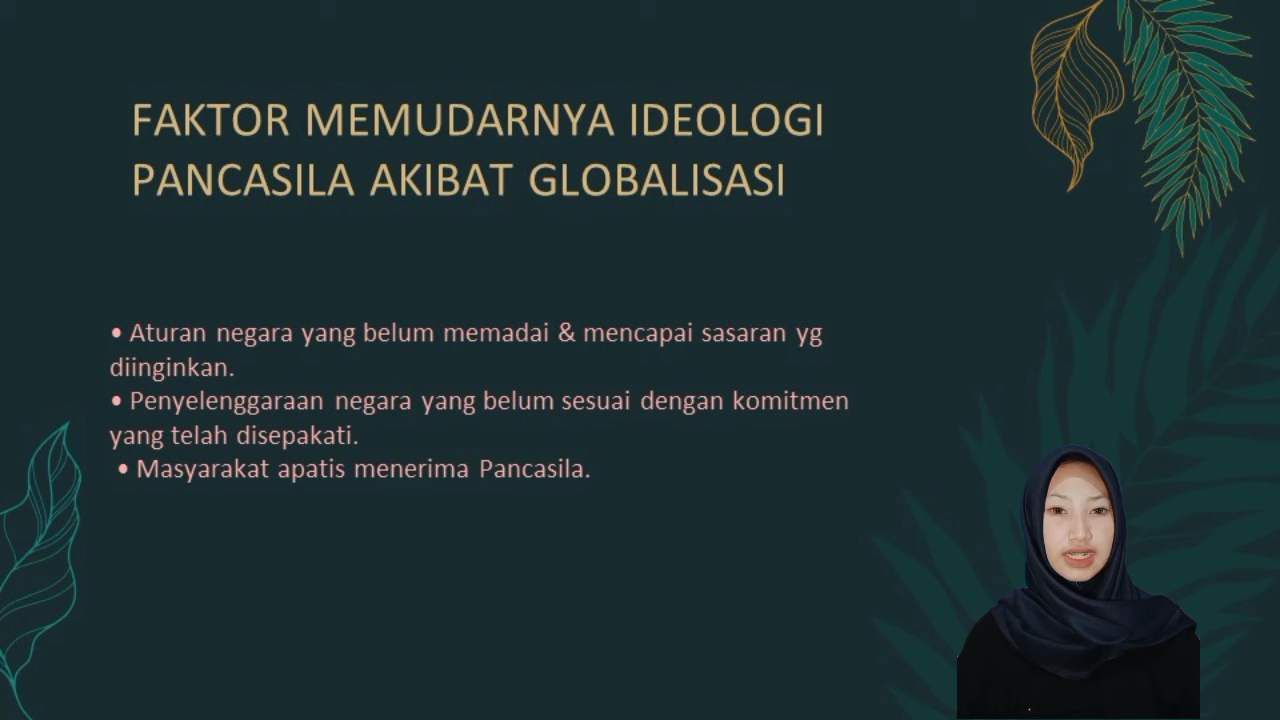 FAKTOR MEMUDARNYA IDEOLOGI
PANCASILA AKIBAT GLOBALISASI
• Aturan negara yang belum memadai & mencapai sasaran yg
diinginkan.
• Penyelenggaraan negara yang belum sesuai dengan komitmen
yang telah disepakati.
• Masyarakat apatis menerima Pancasila.